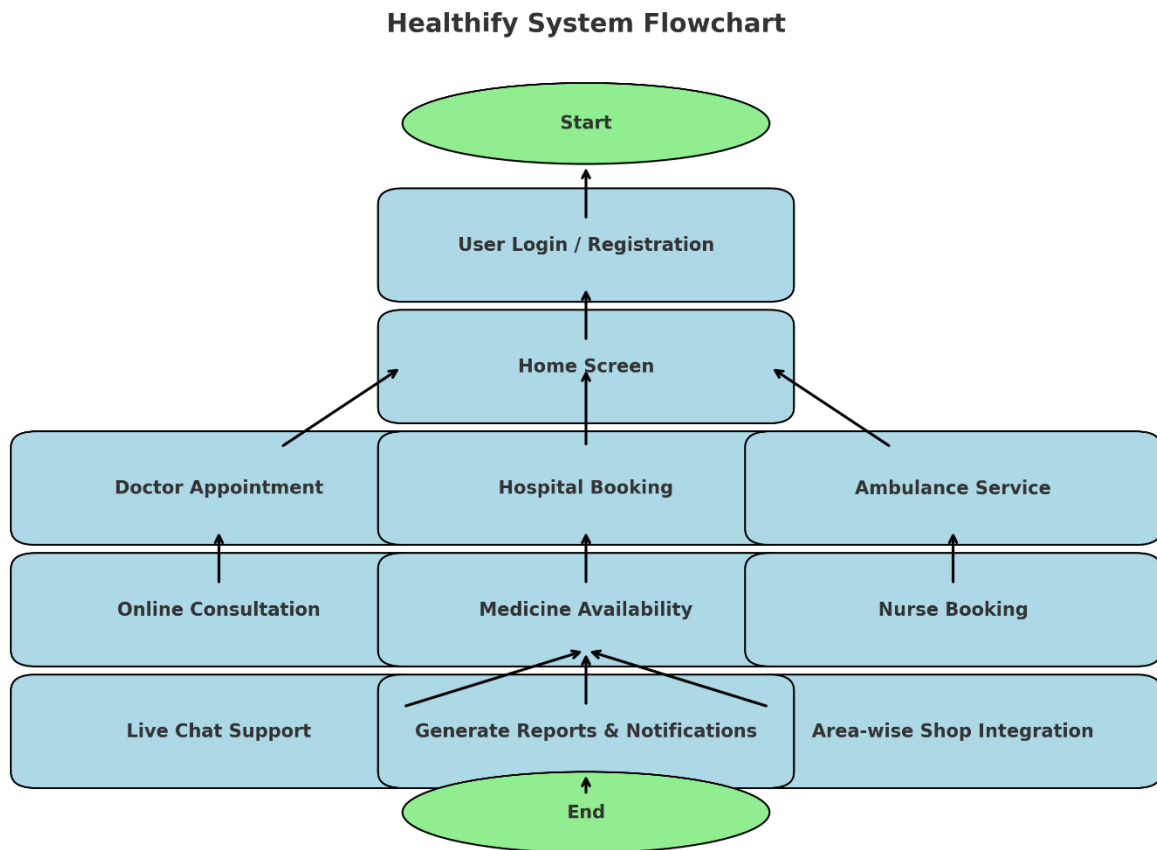 Healthify System Flowchart
Start
User Login / Registration
Home Screen
Doctor Appointment
Hospital Booking
Ambulance Service
Online Consultation
Medicine Availability
Nurse Booking
Live Chat Support
Generate Reports & Notifications
Area-wise Shop Integration
End